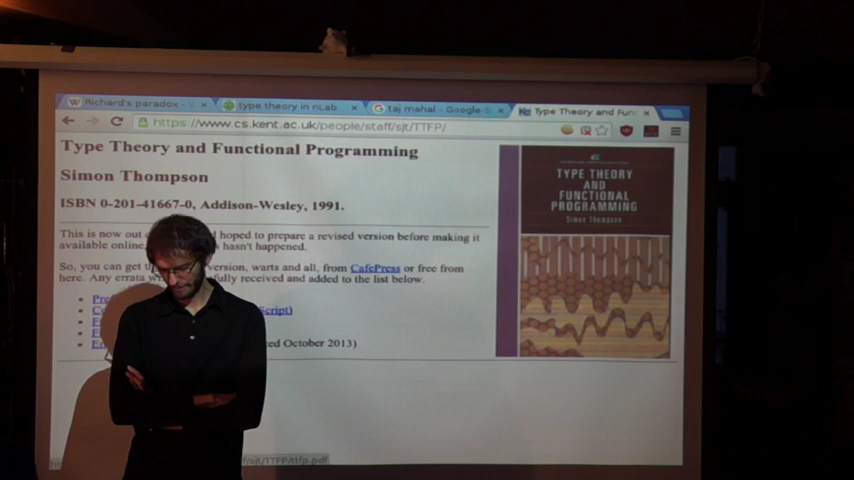 Richard's paradox - W
type theory in nLab
taj mahal - Google S
Type Theory and Func
https://www.cs.kent.ac.uk/people/staff/sjt/TTFP/
Type Theory and Functional Programming
Simon Thompson
ISBN 0-201-41667-0, Addison-Wesley, 1991.
This is now out hoped to prepare a revised version before making it
available online, hasn't happened.
So, you can get version, warts and all, from CafePress or free from
here. Any errata fully received and added to the list below.
Script)
October 2013)
TYPE THEORY
AND
FUNCTIONAL
PROGRAMMING
Simon Thompson
sjt/TTFP/ttfp.pdf